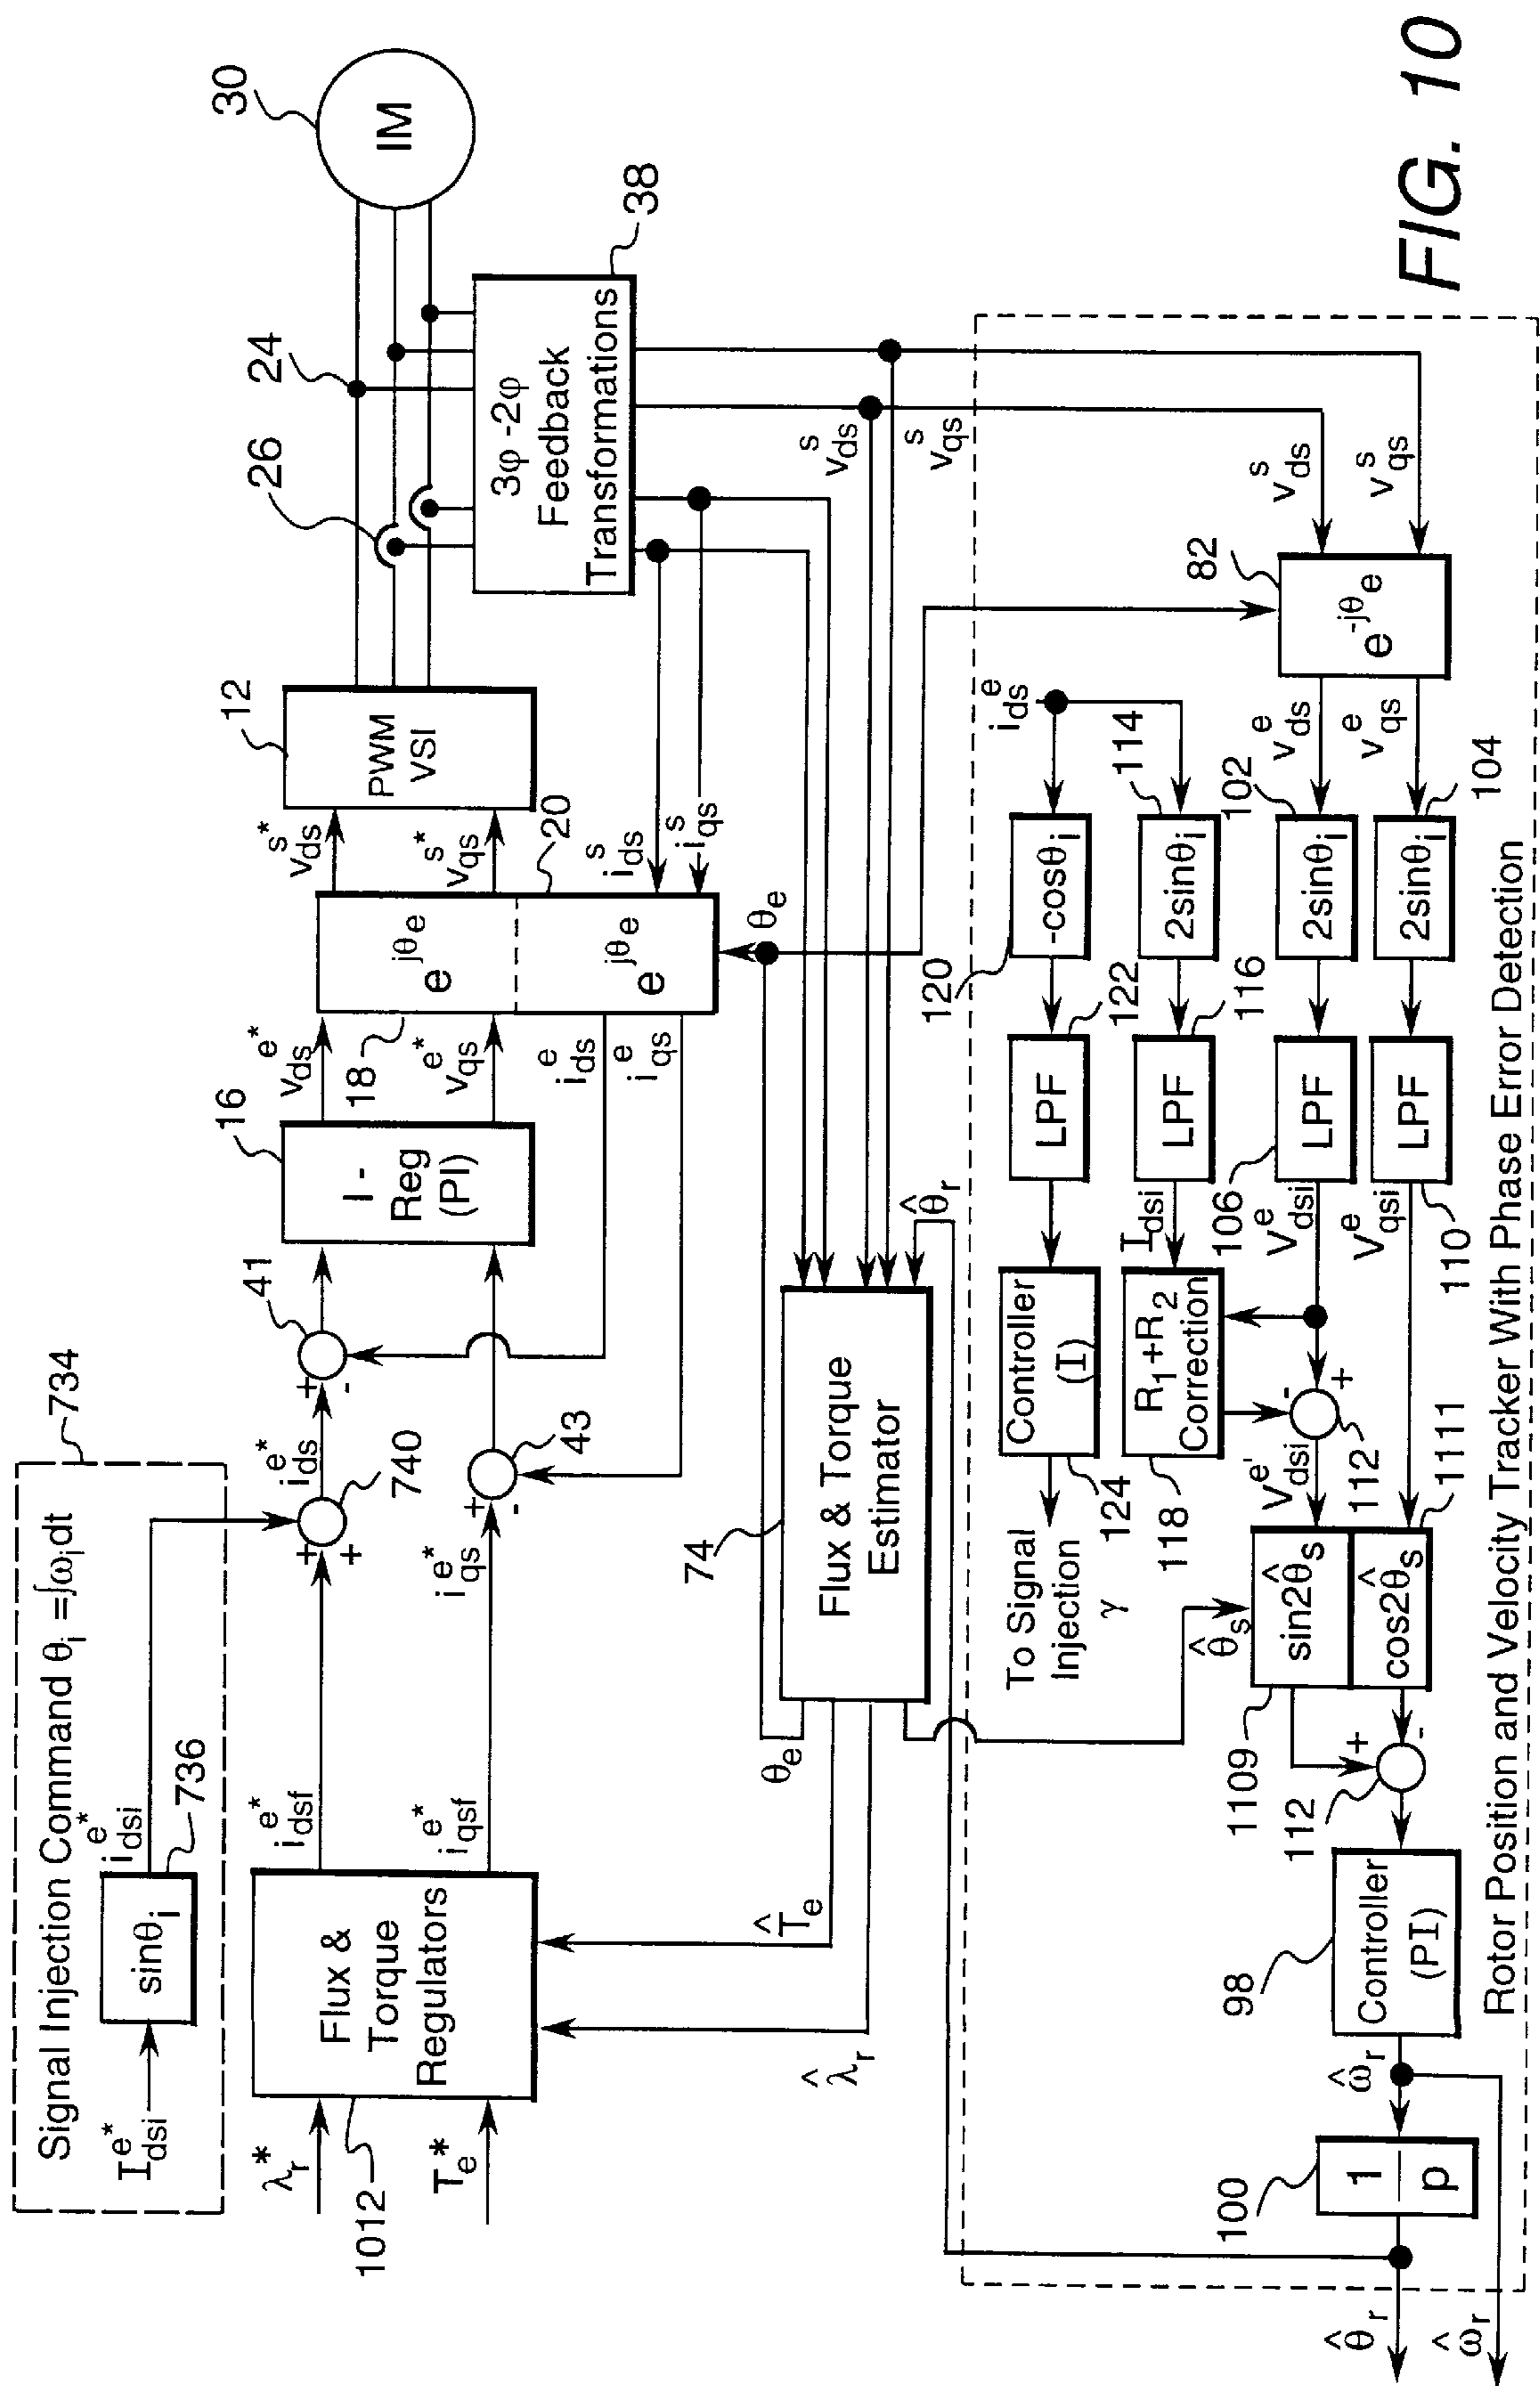 Signal Injection Command θi =∫ωidt
734
I^e*_dsi
sinθi
i^e*_dsi
736
λr*
Te*
1012
Flux &
Torque
Regulators
i^e*_dsf
i^e*_qsf
+
+
740
i^e*_ds
+
-
41
i^e*_qs
+
-
43
16
I -
Reg
(PI)
v^e*_ds
v^e*_qs
18
e^jθe
e^jθe
20
i^e_ds
i^e_qs
v^s*_ds
v^s*_qs
i^s_ds
i^s_qs
θe
12
PWM
VSI
26
24
30
IM
3φ -2φ
Feedback
Transformations
38
v^s_ds
v^s_qs
T̂e
λ̂r
θe
74
Flux & Torque
Estimator
θ̂r
To Signal
Injection
γ
Controller
(I)
124
LPF
122
-cosθi
120
i^e_ds
R1+R2
Correction
118
I_dsi
LPF
116
2sinθi
114
θ̂s
1109
sin2θ̂s
cos2θ̂s
1111
V^e'_dsi
-
+
112
106
V^e_dsi
V^e_qsi
LPF
LPF
110
102
2sinθi
2sinθi
104
v^e_ds
v^e_qs
82
e^-jθe
v^s_ds
v^s_qs
+
-
112
98
Controller
(PI)
ω̂r
100
1
p
θ̂r
ω̂r
Rotor Position and Velocity Tracker With Phase Error Detection
FIG. 10